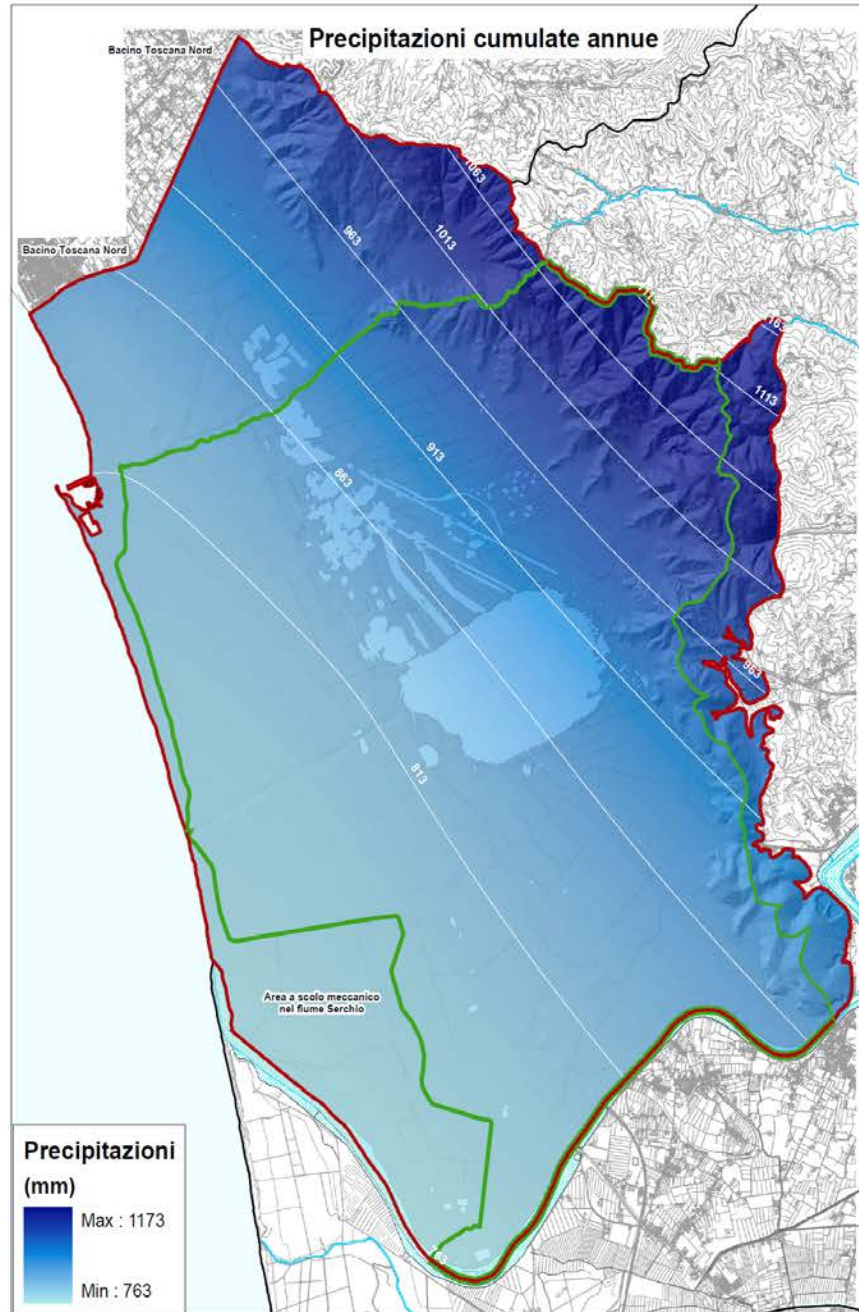 Precipitazioni cumulate annue
Bacino Toscana Nord
Bacino Toscana Nord
1063
1013
963
1113
913
863
963
813
Area a scolo meccanico
nel fiume Serchio
Precipitazioni
(mm)
Max : 1173
Min : 763